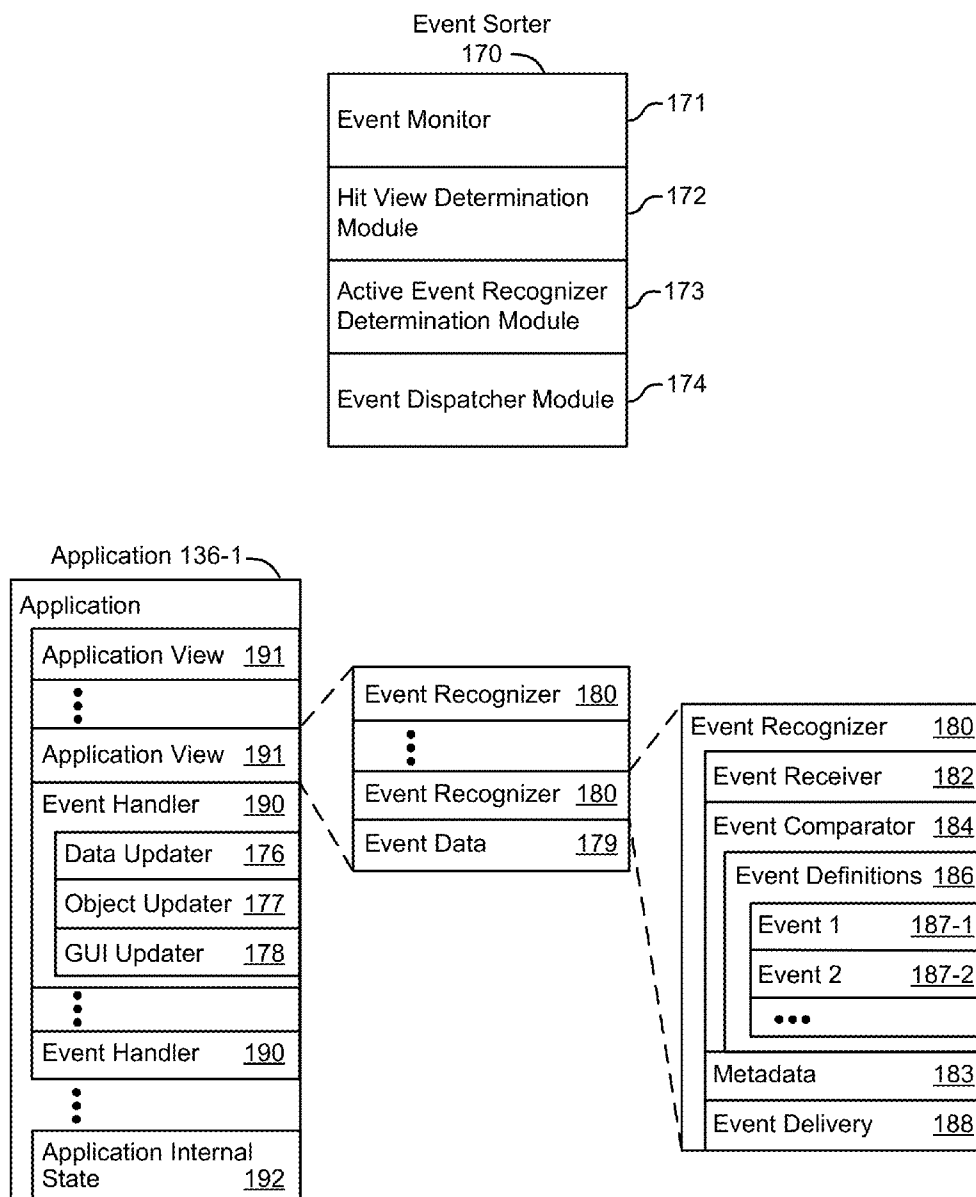 Event Sorter
170
Event Monitor
171
Hit View Determination
Module
172
Active Event Recognizer
Determination Module
173
Event Dispatcher Module
174
Application 136-1
Application
Application View 191
Application View 191
Event Handler 190
Data Updater 176
Object Updater 177
GUI Updater 178
Event Handler 190
Application Internal
State 192
Event Recognizer 180
Event Recognizer 180
Event Data 179
Event Recognizer 180
Event Receiver 182
Event Comparator 184
Event Definitions 186
Event 1 187-1
Event 2 187-2
Metadata 183
Event Delivery 188